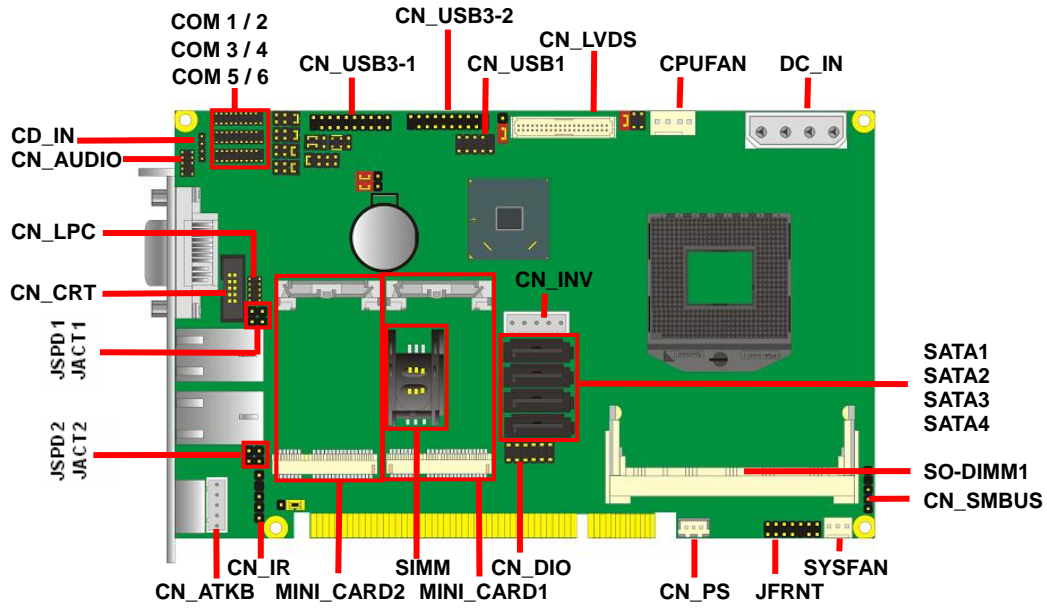 COM 1 / 2
COM 3 / 4
COM 5 / 6
CN_USB3-2
CN_USB3-1
CN_USB1
CN_LVDS
CPUFAN
DC_IN
CD_IN
CN_AUDIO
CN_LPC
CN_CRT
JSPD1
JACT1
JSPD2
JACT2
CN_INV
SATA1
SATA2
SATA3
SATA4
SO-DIMM1
CN_SMBUS
CN_IR
CN_ATKB
MINI_CARD2
SIMM
MINI_CARD1
CN_DIO
CN_PS
JFRNT
SYSFAN